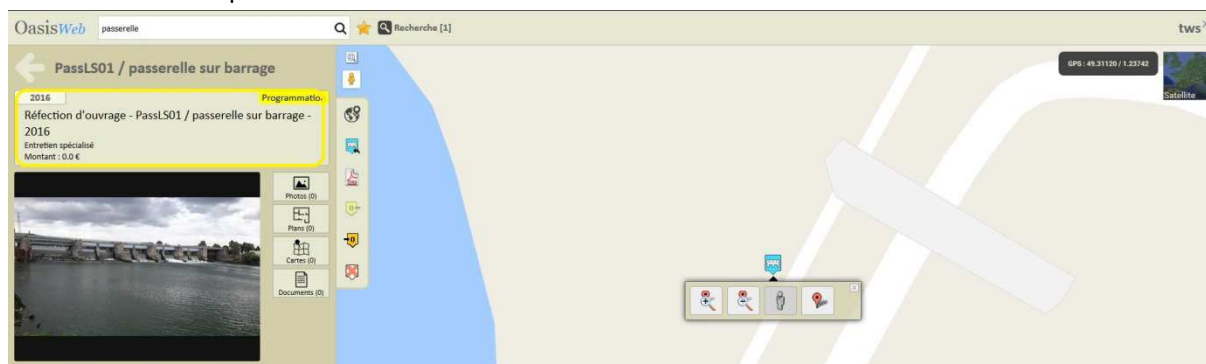 OasisWeb
passerelle
Recherche [1]
tws
PassLS01 / passerelle sur barrage
2016
Programmatio
Réfection d'ouvrage - PassLS01 / passerelle sur barrage -
2016
Entretien spécialisé
Montant : 0.0 €
Photos (0)
Plans (0)
Cartes (0)
Documents (0)
GPS : 49.31120 / 1.23742
Satellite